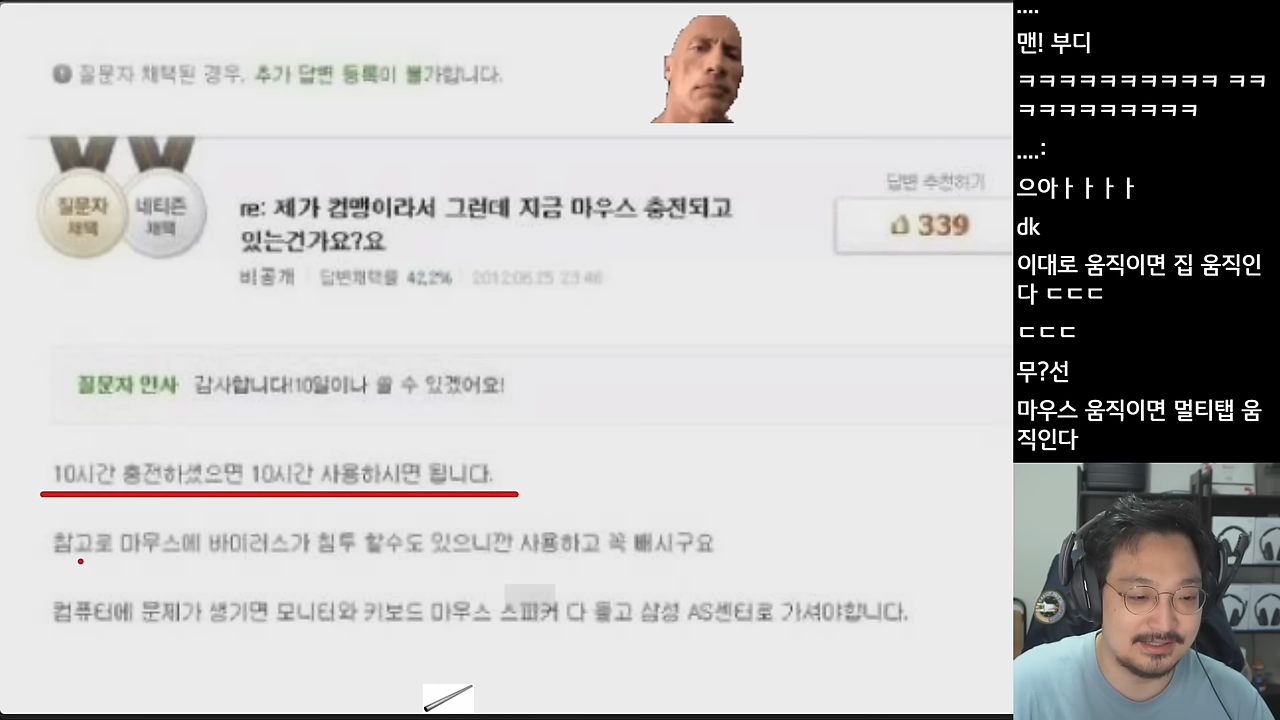 질문자 채택된 경우, 추가 답변 등록이 불가합니다.
질문자
채택
네티즌
채택
re: 제가 컴맹이라서 그런데 지금 마우스 충전되고
있는건가요?요
비공개 답변채택률 42.2% 2012.06.25 23:46
답변 추천하기
339
질문자 인사 감사합니다!10일이나 쓸 수 있겠어요!
10시간 충전하셨으면 10시간 사용하시면 됩니다.
참고로 마우스에 바이러스가 침투 할수도 있으니깐 사용하고 꼭 빼시구요
컴퓨터에 문제가 생기면 모니터와 키보드 마우스 스피커 다 들고 삼성 AS센터로 가셔야합니다.
....
맨! 부디
ㅋㅋㅋㅋㅋㅋㅋㅋㅋㅋ ㅋㅋ
ㅋㅋㅋㅋㅋㅋㅋㅋㅋ
....:
으아ㅏㅏㅏㅏ
dk
이대로 움직이면 집 움직인
다 ㄷㄷㄷ
ㄷㄷㄷ
무?선
마우스 움직이면 멀티탭 움
직인다